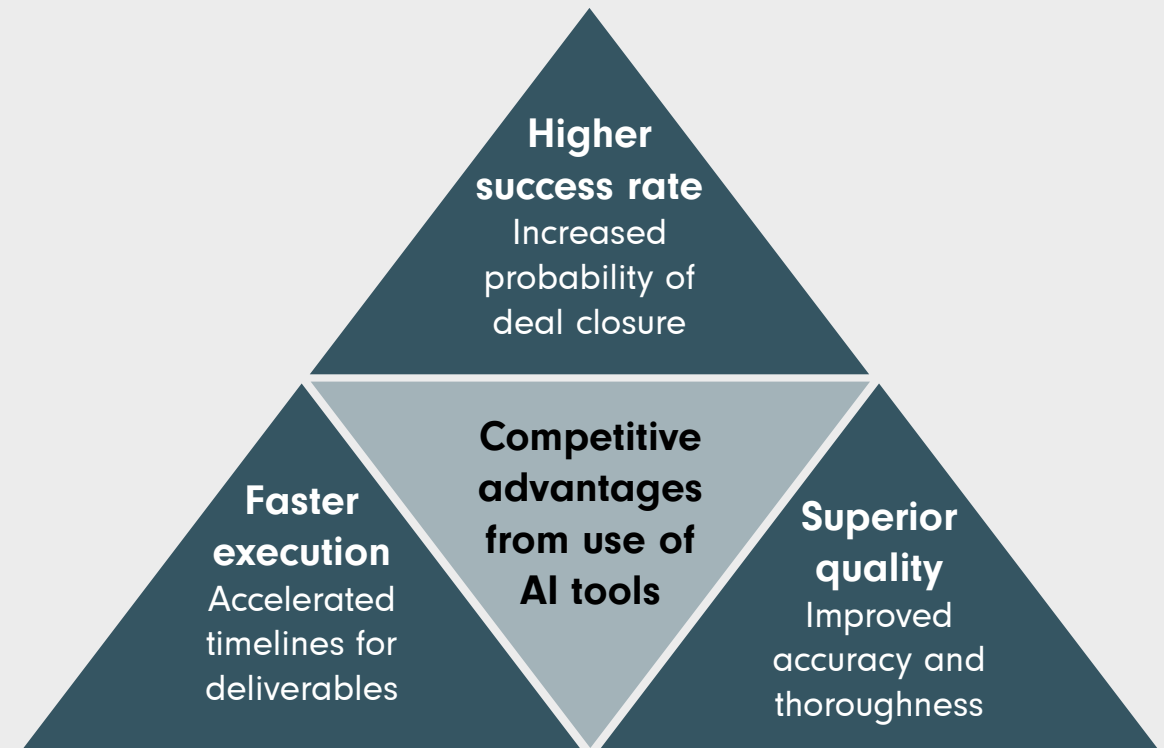 Higher
success rate
Increased
probability of
deal closure
Competitive
advantages
from use of
AI tools
Faster
execution
Accelerated
timelines for
deliverables
Superior
quality
Improved
accuracy and
thoroughness